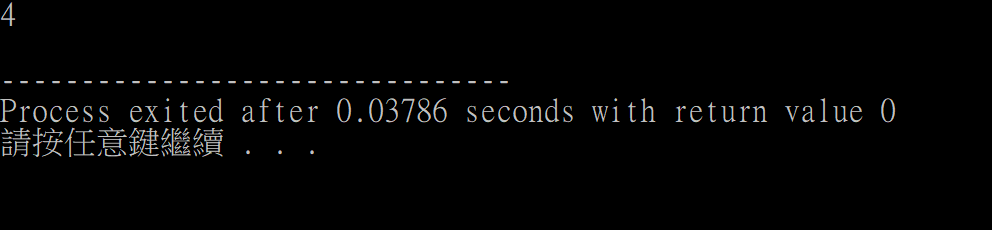 4
--------------------------------
Process exited after 0.03786 seconds with return value 0
請按任意鍵繼續 . . .